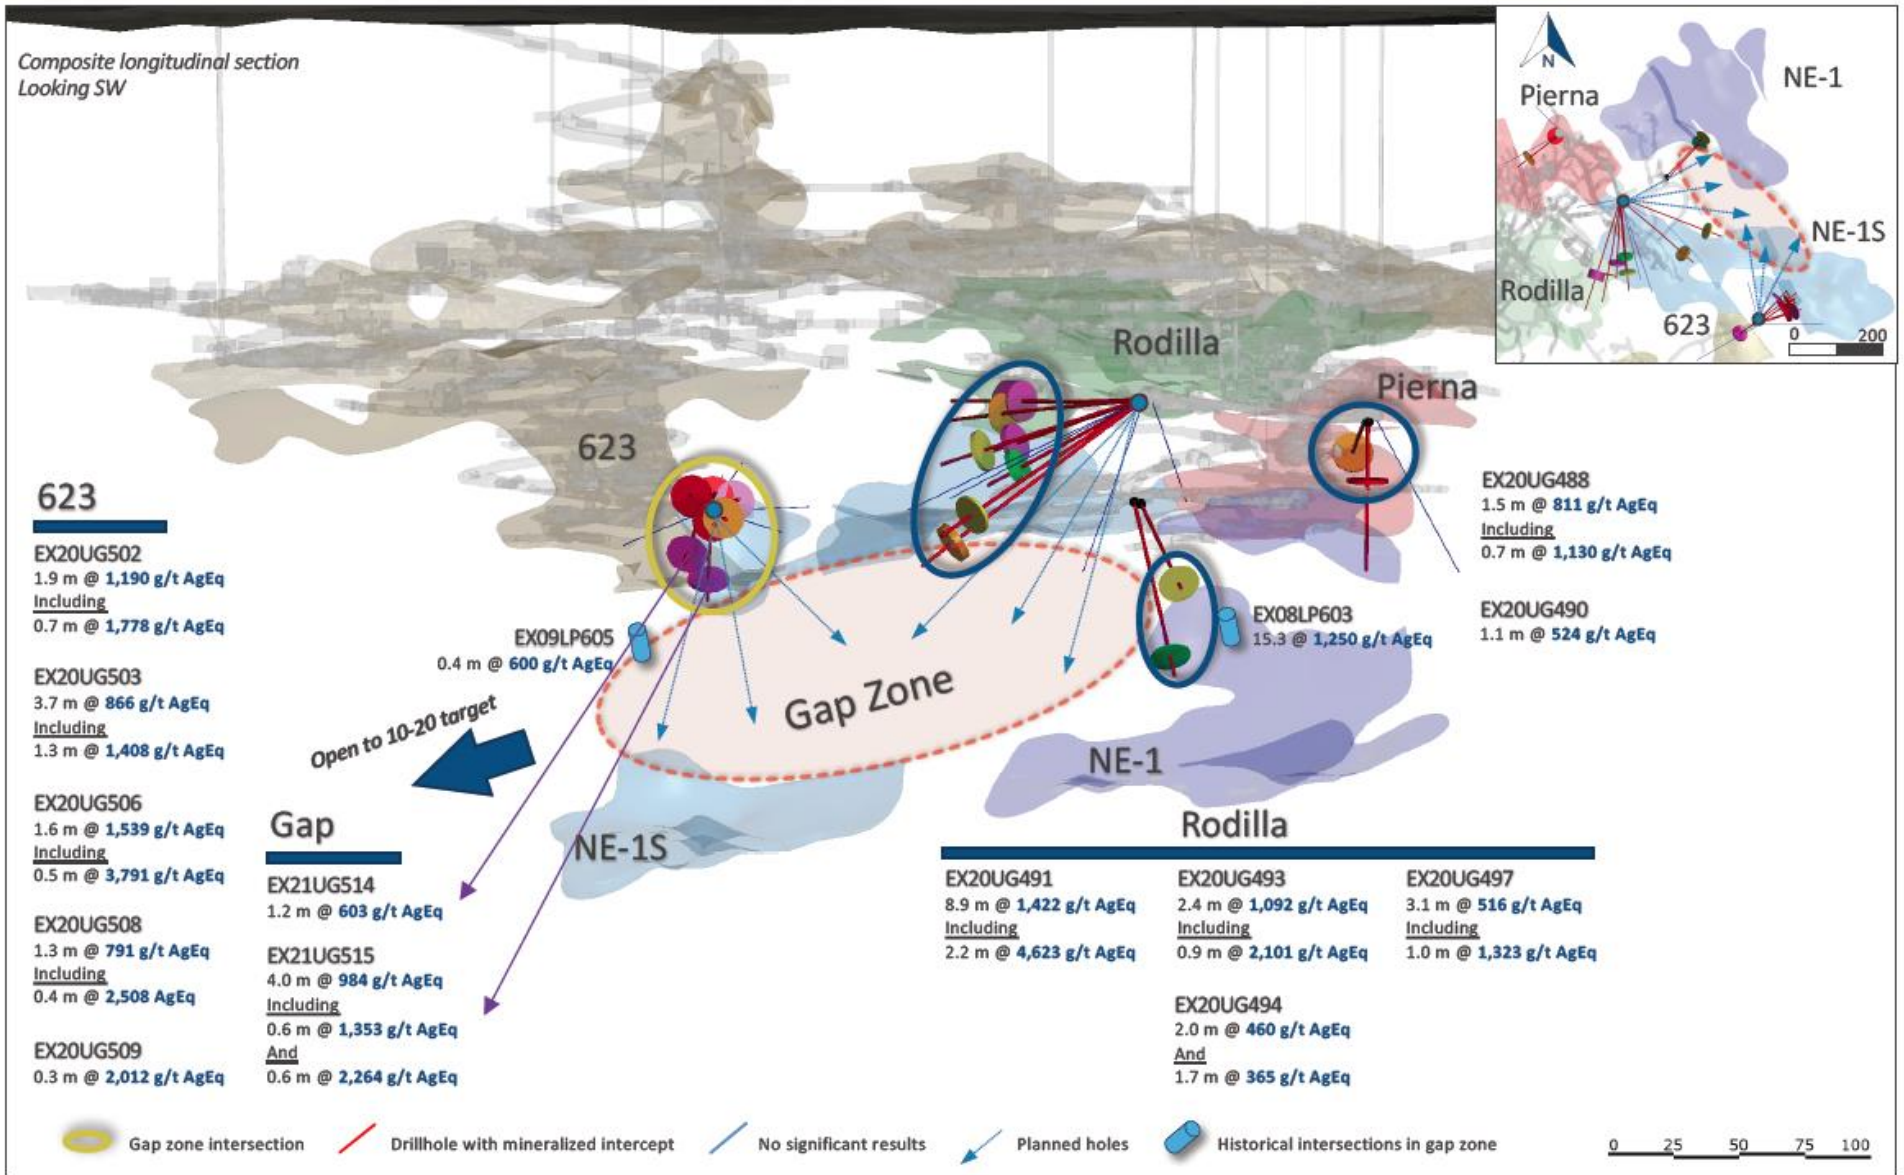 Composite longitudinal section
Looking SW
NE-1
Pierna
N
NE-1S
Rodilla
623
0 200
Rodilla
Pierna
623
623
EX20UG502
1.9 m @ 1,190 g/t AgEq
Including
0.7 m @ 1,778 g/t AgEq
EX20UG503
3.7 m @ 866 g/t AgEq
Including
1.3 m @ 1,408 g/t AgEq
EX20UG506
1.6 m @ 1,539 g/t AgEq
Including
0.5 m @ 3,791 g/t AgEq
EX20UG508
1.3 m @ 791 g/t AgEq
Including
0.4 m @ 2,508 AgEq
EX20UG509
0.3 m @ 2,012 g/t AgEq
EX09LP605
0.4 m @ 600 g/t AgEq
Open to 10-20 target
Gap Zone
EX08LP603
15.3 @ 1,250 g/t AgEq
EX20UG488
1.5 m @ 811 g/t AgEq
Including
0.7 m @ 1,130 g/t AgEq
EX20UG490
1.1 m @ 524 g/t AgEq
NE-1
NE-1S
Gap
EX21UG514
1.2 m @ 603 g/t AgEq
EX21UG515
4.0 m @ 984 g/t AgEq
Including
0.6 m @ 1,353 g/t AgEq
And
0.6 m @ 2,264 g/t AgEq
Rodilla
EX20UG491
8.9 m @ 1,422 g/t AgEq
Including
2.2 m @ 4,623 g/t AgEq
EX20UG493
2.4 m @ 1,092 g/t AgEq
Including
0.9 m @ 2,101 g/t AgEq
EX20UG497
3.1 m @ 516 g/t AgEq
Including
1.0 m @ 1,323 g/t AgEq
EX20UG494
2.0 m @ 460 g/t AgEq
And
1.7 m @ 365 g/t AgEq
Gap zone intersection
Drillhole with mineralized intercept
No significant results
Planned holes
Historical intersections in gap zone
0 25 50 75 100